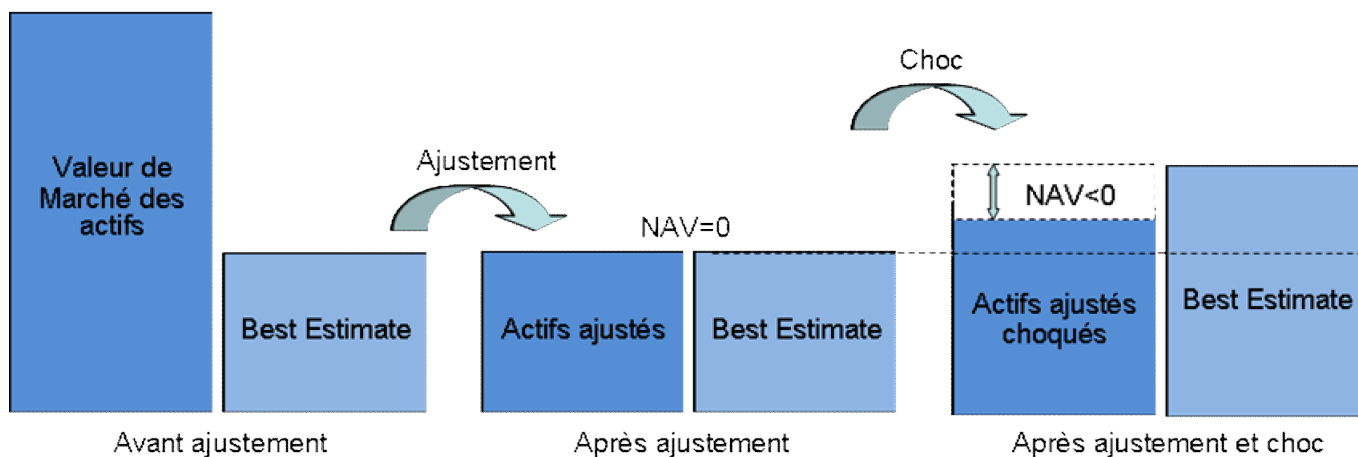 Choc
Valeur de
Marché des
actifs
Ajustement
NAV<0
NAV=0
Best Estimate
Actifs ajustés
Best Estimate
Actifs ajustés
choqués
Best Estimate
Avant ajustement
Après ajustement
Après ajustement et choc